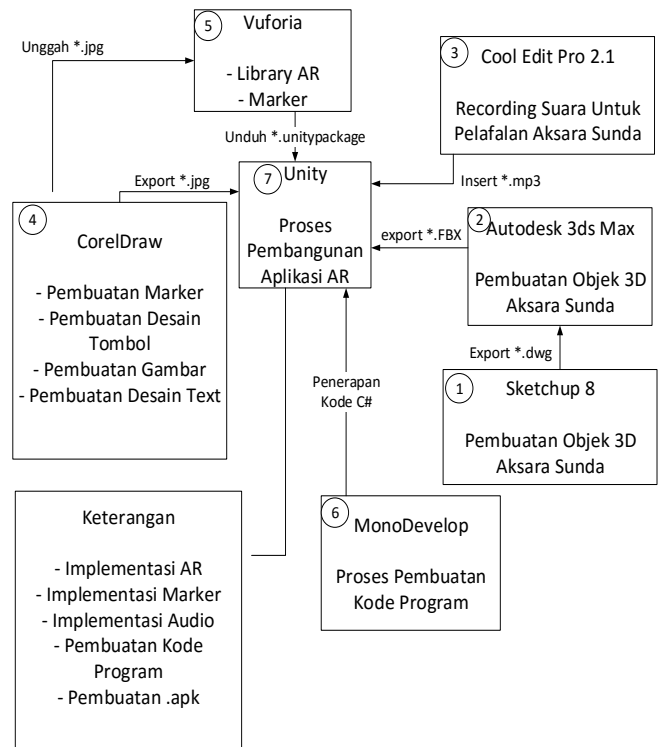 5
Vuforia
- Library AR
- Marker
Unggah *.jpg
3
Cool Edit Pro 2.1
Recording Suara Untuk
Pelafalan Aksara Sunda
Unduh *.unitypackage
Export *.jpg
7
Unity
Proses
Pembangunan
Aplikasi AR
Insert *.mp3
4
CorelDraw
- Pembuatan Marker
- Pembuatan Desain
Tombol
- Pembuatan Gambar
- Pembuatan Desain Text
export *.FBX
2
Autodesk 3ds Max
Pembuatan Objek 3D
Aksara Sunda
Export *.dwg
1
Sketchup 8
Pembuatan Objek 3D
Aksara Sunda
Penerapan
Kode C#
6
MonoDevelop
Proses Pembuatan
Kode Program
Keterangan
- Implementasi AR
- Implementasi Marker
- Implementasi Audio
- Pembuatan Kode
Program
- Pembuatan .apk